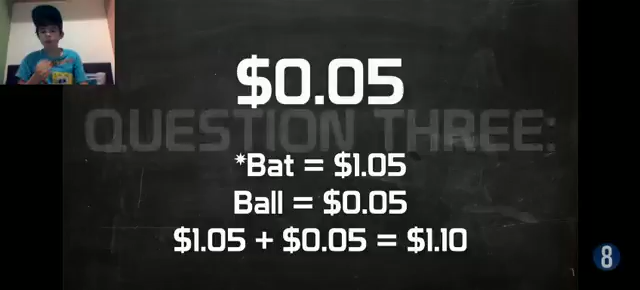 $0.05
QUESTION THREE:
*Bat = $1.05
Ball = $0.05
$1.05 + $0.05 = $1.10
8